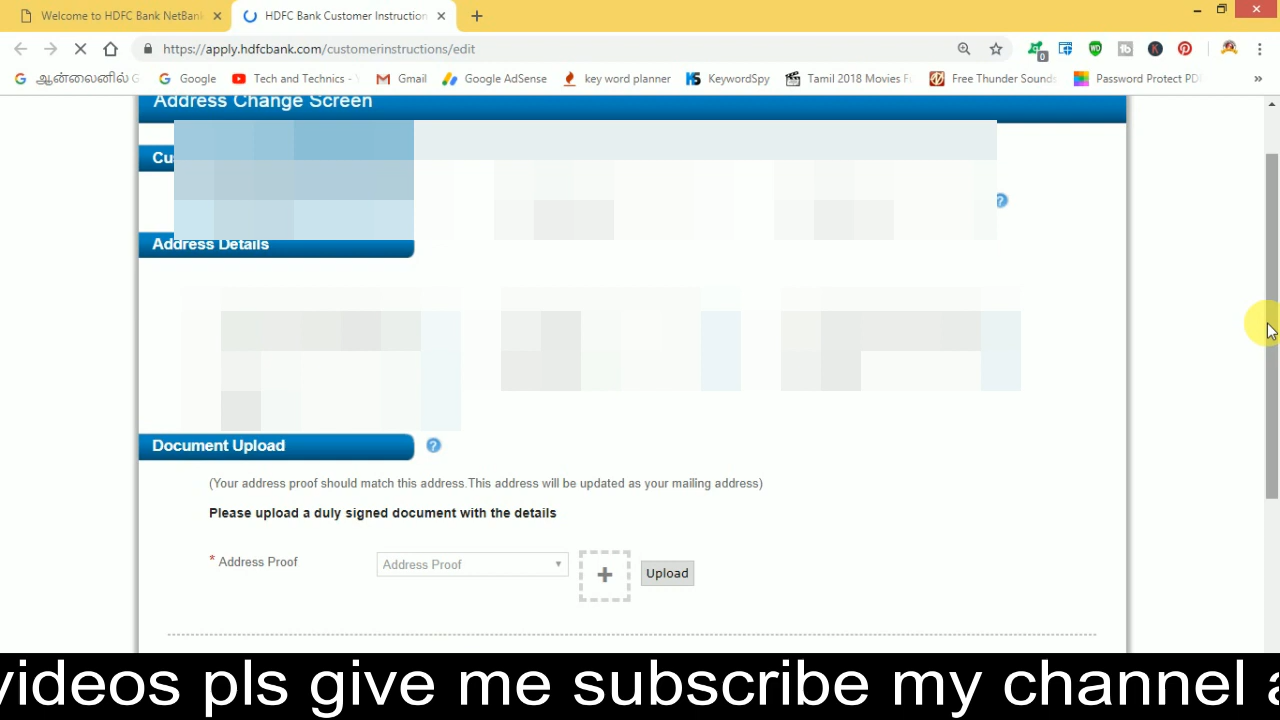 Welcome to HDFC Bank NetBan
HDFC Bank Customer Instruction
https://apply.hdfcbank.com/customerinstructions/edit
ஆன்லைனில் G
Google
Tech and Technics -
Gmail
Google AdSense
key word planner
KeywordSpy
Tamil 2018 Movies F
Free Thunder Sounds
Password Protect PD
Address Change Screen
Cu
Address Details
Document Upload
(Your address proof should match this address.This address will be updated as your mailing address)
Please upload a duly signed document with the details
* Address Proof
Address Proof
Upload
videos pls give me subscribe my channel a